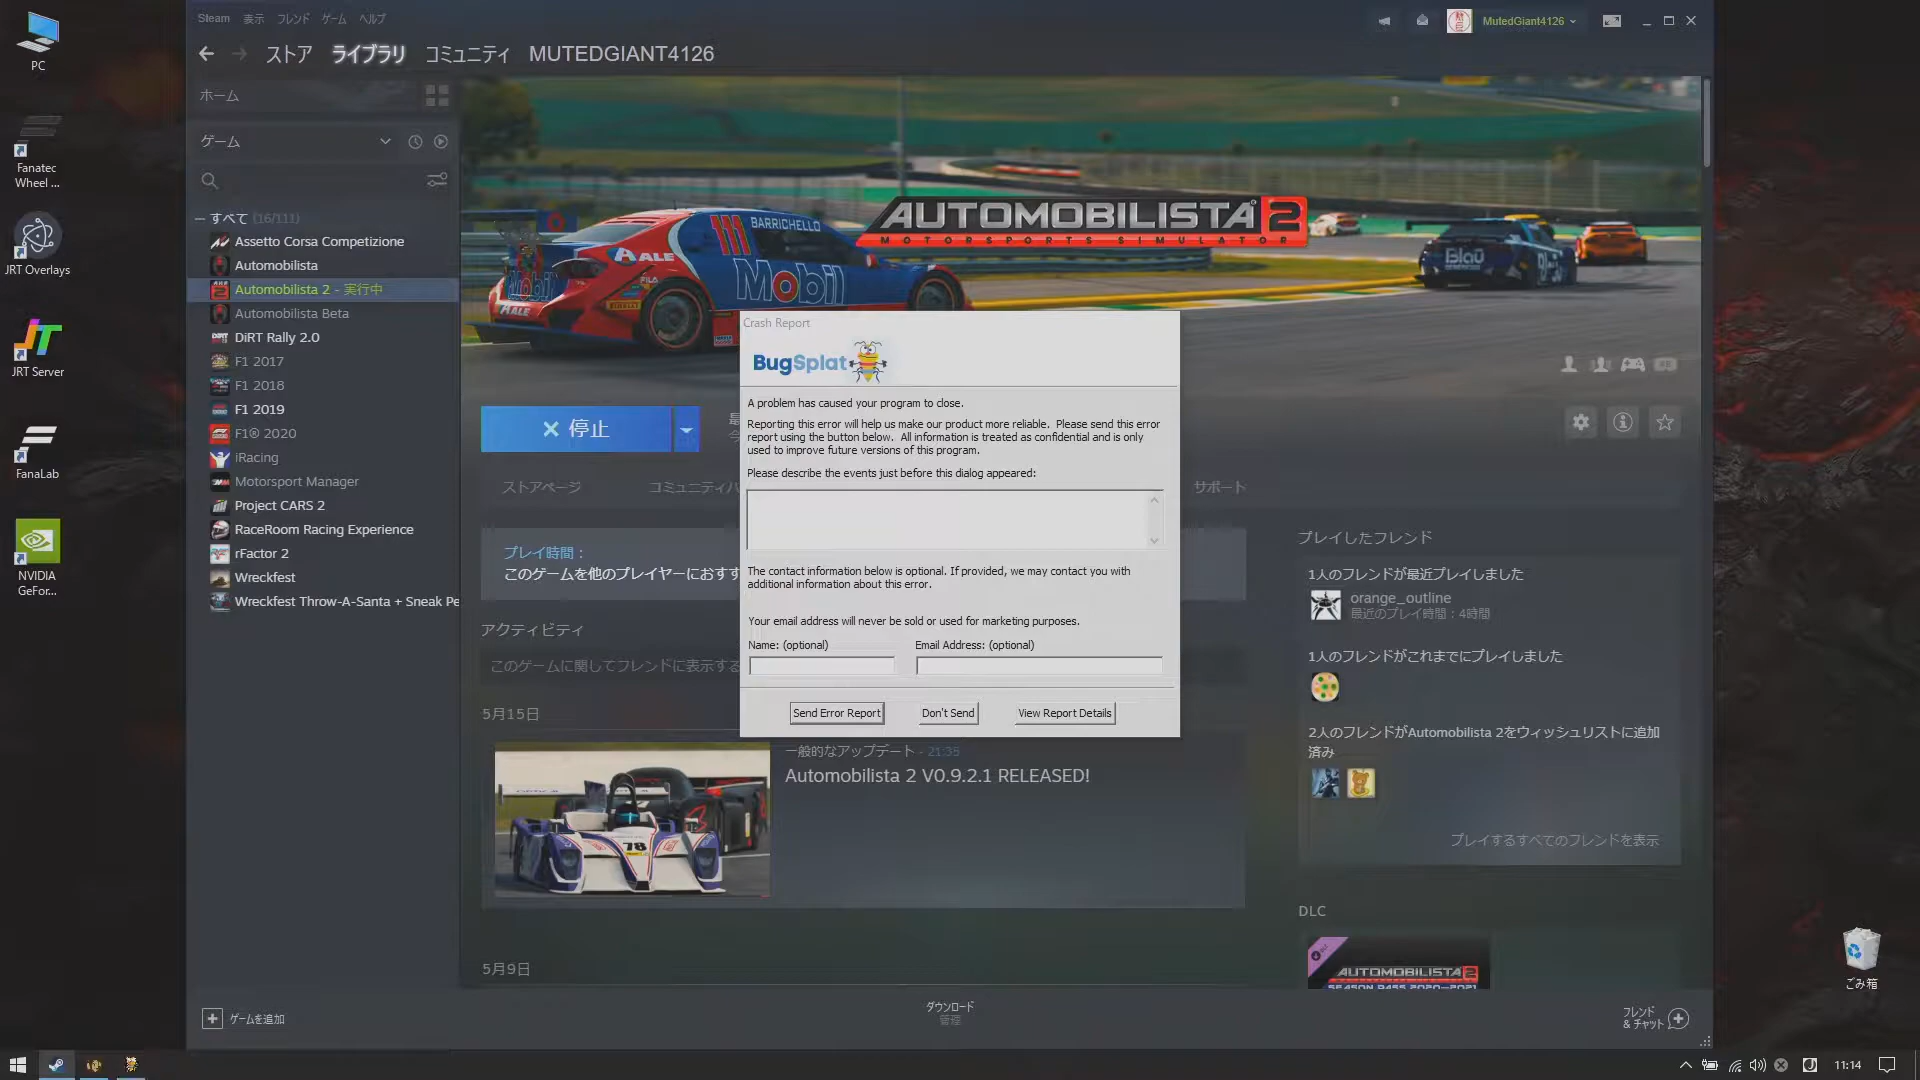 PC
Fanatec
Wheel ...
JRT Overlays
JRT Server
FanaLab
NVIDIA
GeFor...
Steam 表示 フレンド ゲーム ヘルプ
MutedGiant4126
ストア ライブラリ コミュニティ MUTEDGIANT4126
ホーム
ゲーム
すべて (16/111)
Assetto Corsa Competizione
Automobilista
Automobilista 2 - 実行中
Automobilista Beta
DiRT Rally 2.0
F1 2017
F1 2018
F1 2019
F1® 2020
iRacing
Motorsport Manager
Project CARS 2
RaceRoom Racing Experience
rFactor 2
Wreckfest
Wreckfest Throw-A-Santa + Sneak Pe
ゲームを追加
BARRICHELLO
111
Mobil
AUTOMOBILISTA 2
MOTORSPORTS SIMULATOR
Blaü
停止
ストアページ
サポート
プレイ時間：
このゲームを他のプレイヤーにおすす
アクティビティ
このゲームに関してフレンドに表示する
5月15日
78
一般的なアップデート - 21:35
Automobilista 2 V0.9.2.1 RELEASED!
5月9日
Crash Report
BugSplat
A problem has caused your program to close.
Reporting this error will help us make our product more reliable. Please send this error
report using the button below. All information is treated as confidential and is only
used to improve future versions of this program.
Please describe the events just before this dialog appeared:
The contact information below is optional. If provided, we may contact you with
additional information about this error.
Your email address will never be sold or used for marketing purposes.
Name: (optional) Email Address: (optional)
Send Error Report Don't Send View Report Details
プレイしたフレンド
1人のフレンドが最近プレイしました
orange_outline
最近のプレイ時間：4時間
1人のフレンドがこれまでにプレイしました
2人のフレンドがAutomobilista 2をウィッシュリストに追加
済み
プレイするすべてのフレンドを表示
DLC
AUTOMOBILISTA 2
SEASON PASS 2020-2021
ダウンロード
管理
フレンド
& チャット
ごみ箱
11:14